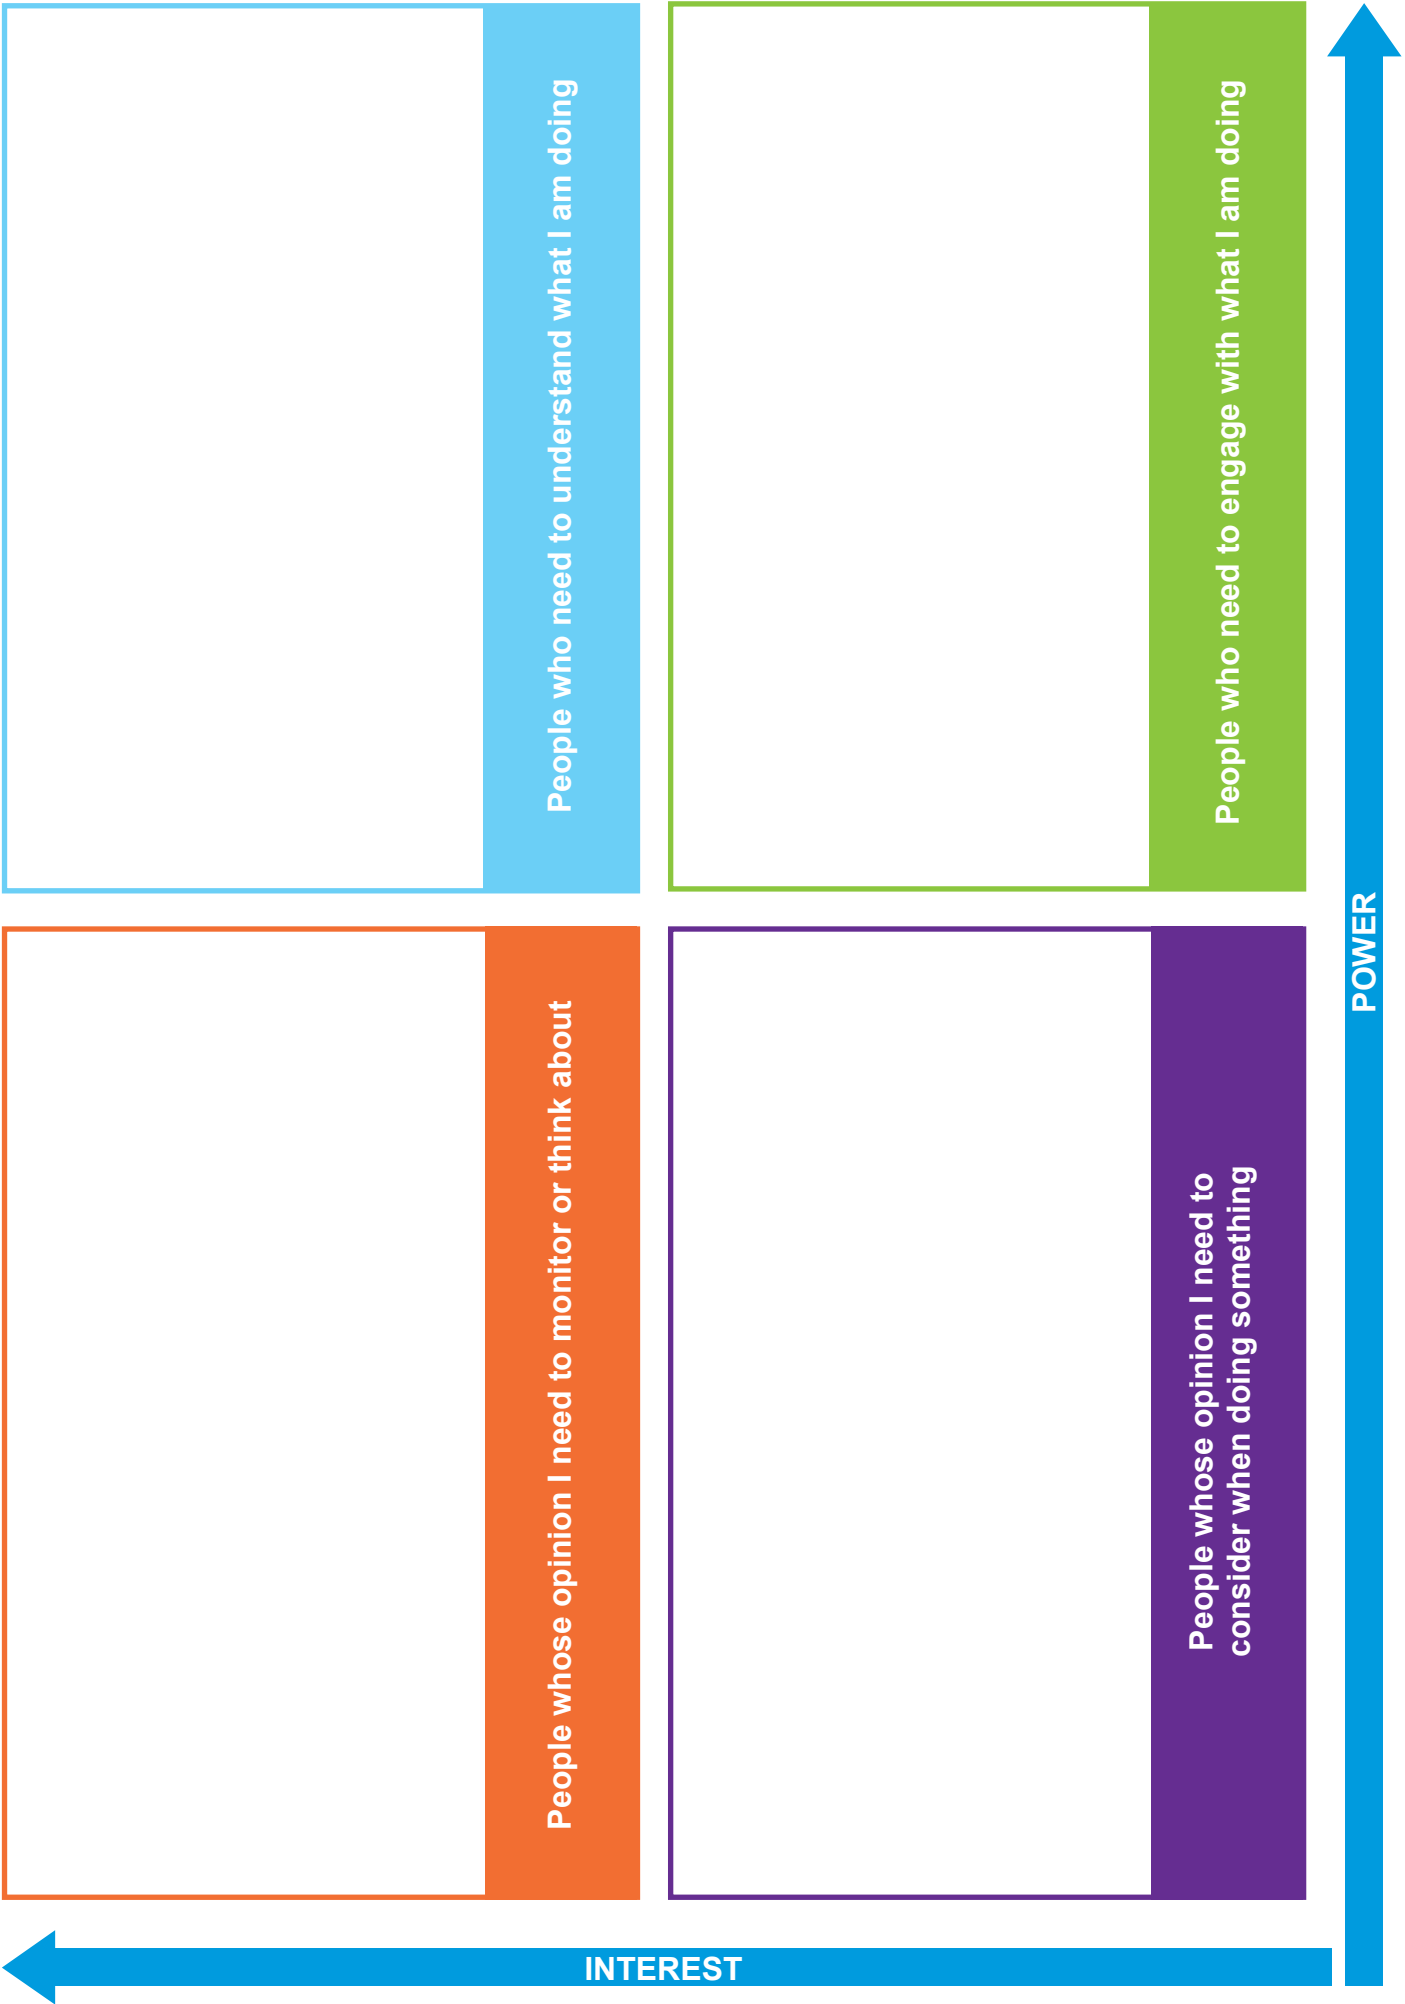 People who need to understand what I am doing
People who need to engage with what I am doing
People whose opinion I need to monitor or think about
People whose opinion I need to
consider when doing something
POWER
INTEREST